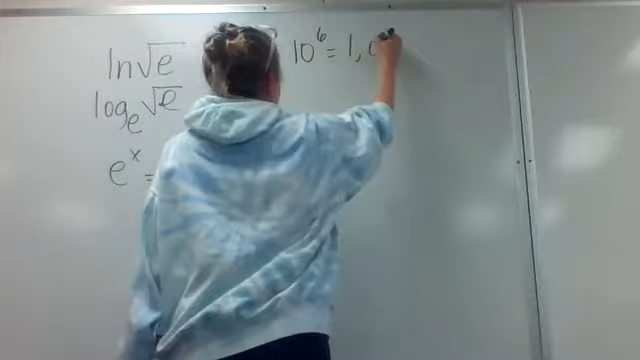 ln√e
log_e √e
e^x =
10^6 = 1, 0